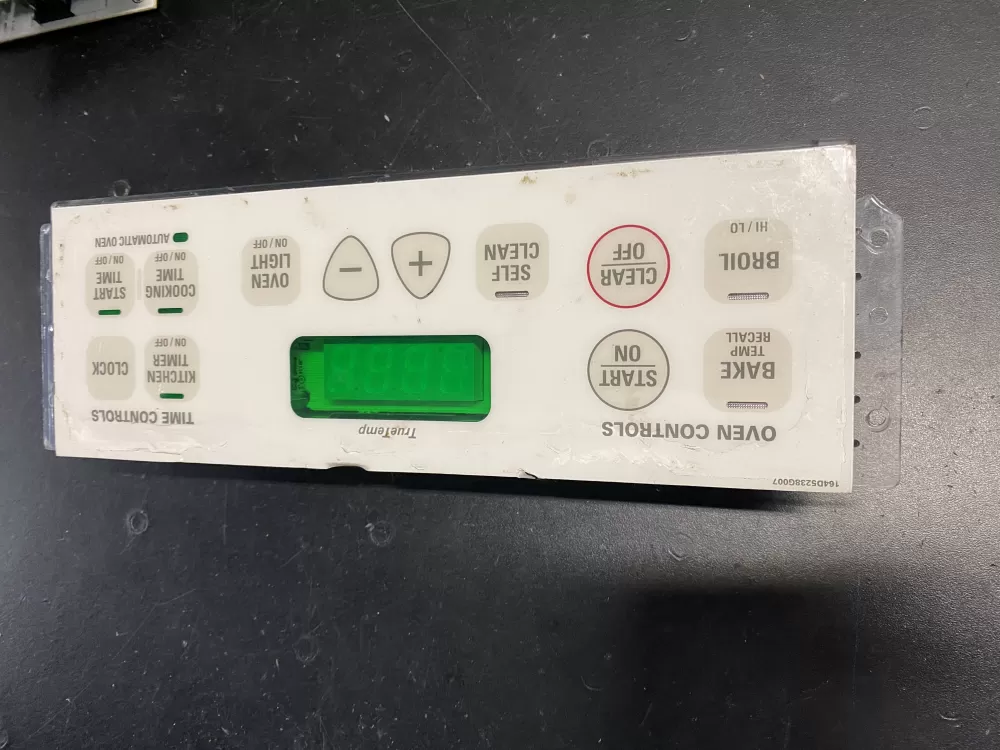 164D5238G007
OVEN CONTROLS
TrueTemp
TIME CONTROLS
BAKE
TEMP
RECALL
START
ON
KITCHEN
TIMER
ON / OFF
CLOCK
BROIL
HI / LO
CLEAR
OFF
SELF
CLEAN
+
−
OVEN
LIGHT
ON / OFF
COOKING
TIME
ON / OFF
START
TIME
ON / OFF
AUTOMATIC OVEN